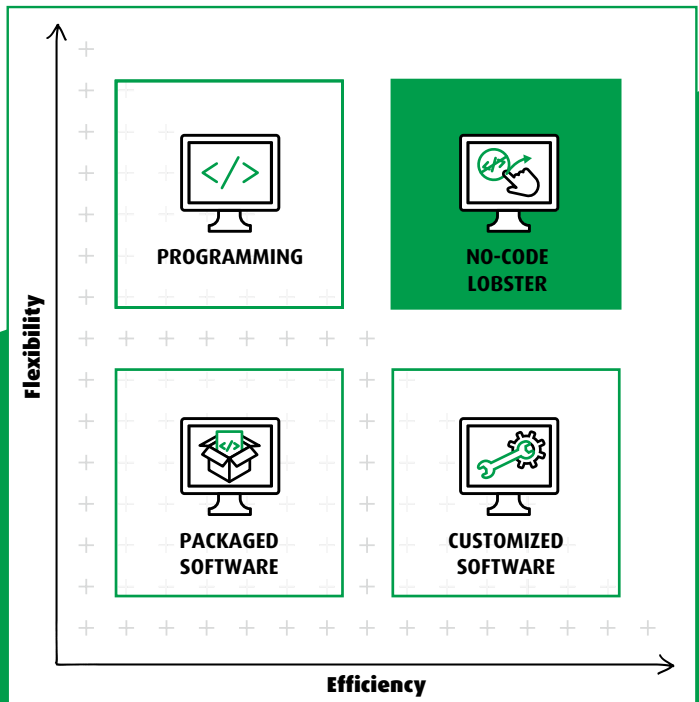 Flexibility
</>
PROGRAMMING
NO-CODE
LOBSTER
</>
PACKAGED
SOFTWARE
CUSTOMIZED
SOFTWARE
Efficiency